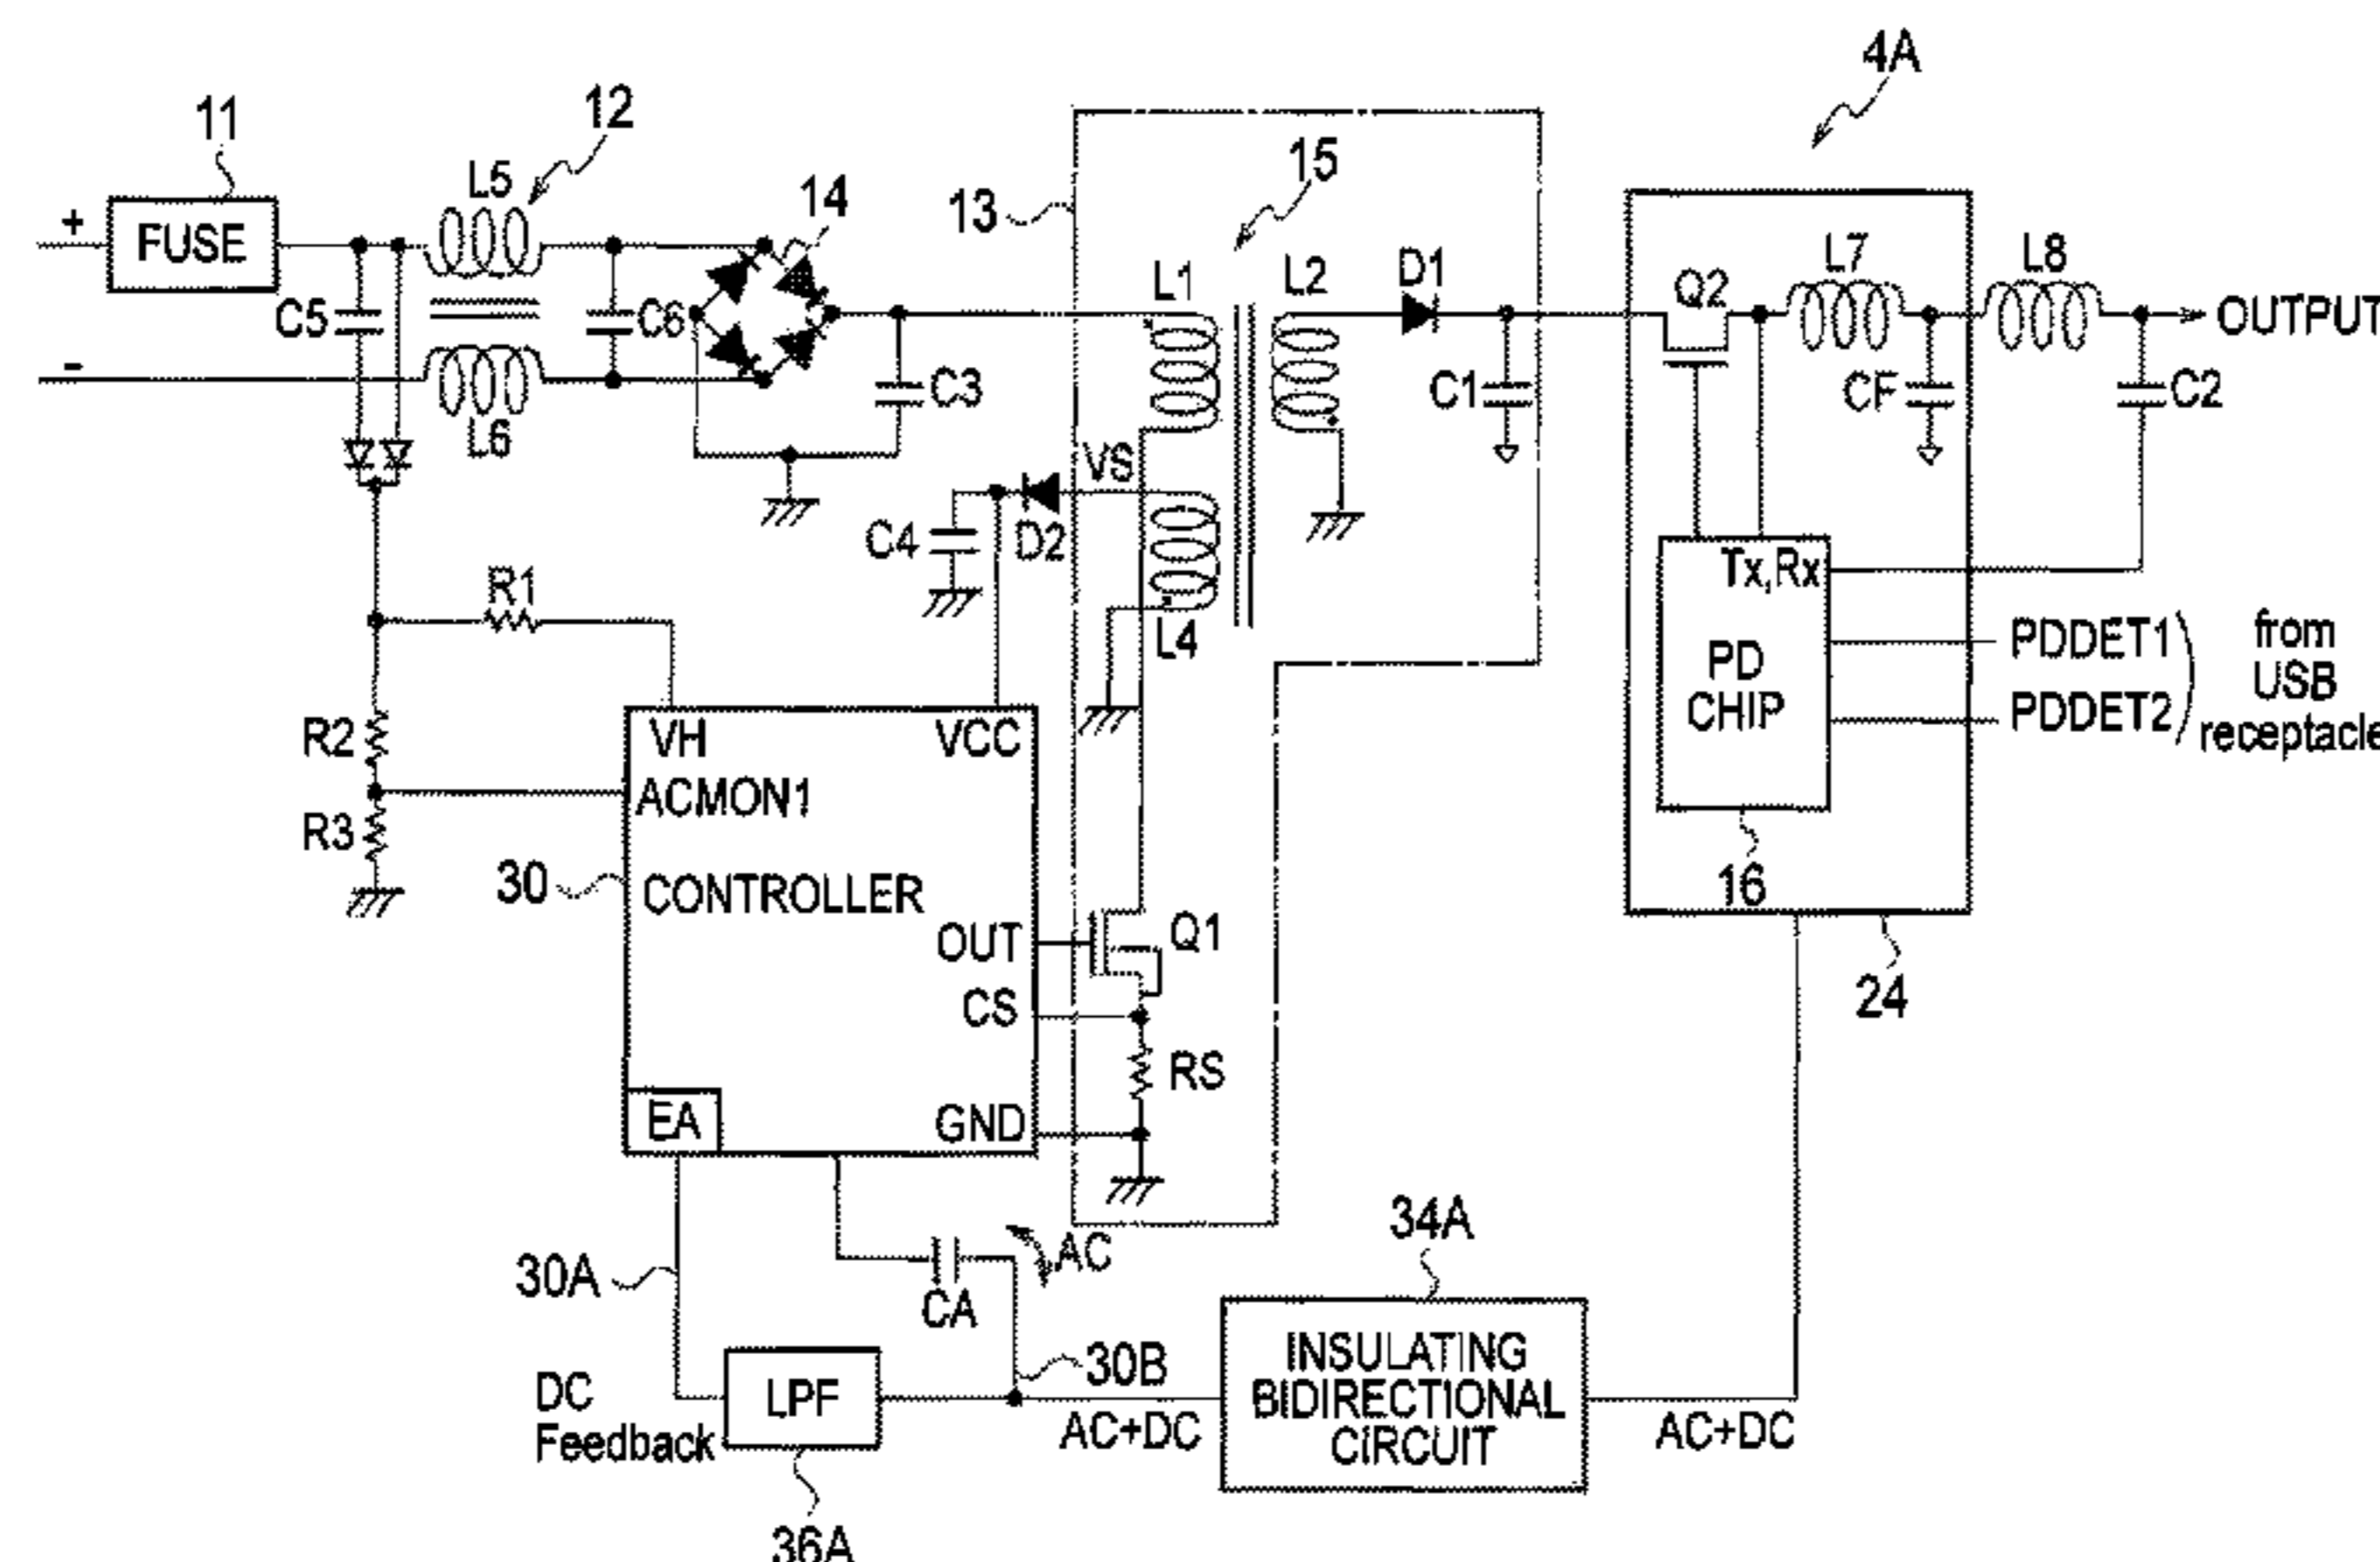 4A
11
12
15
L5
14
13
+
FUSE
L1
L2
D1
Q2
L7
L8
OUTPUT
C5
C6
C3
C1
CF
C2
-
L6
VS
C4
D2
Tx,Rx
R1
L4
PD
CHIP
PDDET1
PDDET2
from
USB
receptacle
R2
VH
VCC
ACMON1
R3
30
CONTROLLER
16
OUT
Q1
CS
24
RS
EA
GND
34A
30A
CA
AC
30B
DC
Feedback
LPF
AC+DC
INSULATING
BIDIRECTIONAL
CIRCUIT
AC+DC
36A